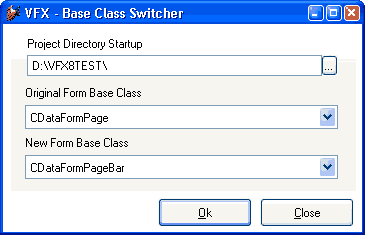 VFX - Base Class Switcher
Project Directory Startup
D:\VFX8TEST\
...
Original Form Base Class
CDataFormPage
New Form Base Class
CDataFormPageBar
Ok Close